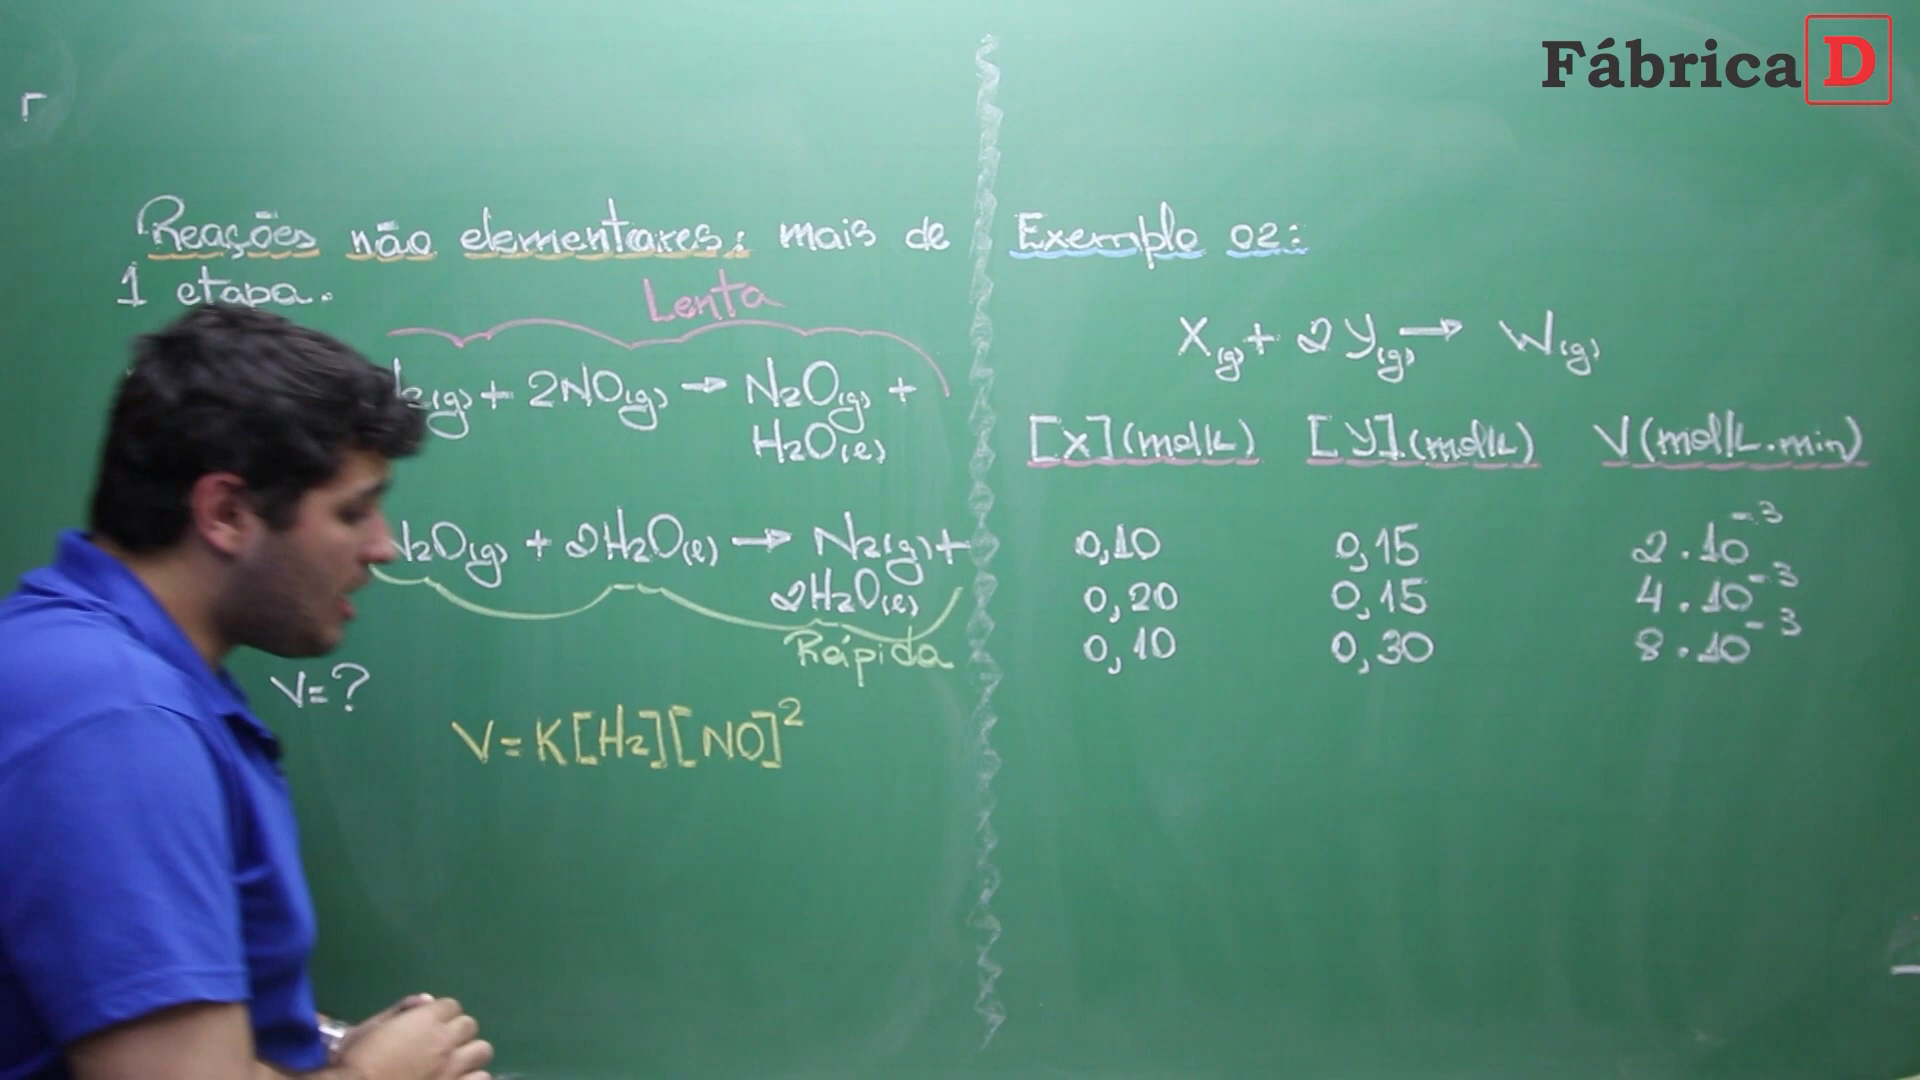 Fábrica D
Reações não elementares: mais de
1 etapa.
Lenta
2(g) + 2NO(g) → N2O(g) +
H2O(l)
N2O(g) + 2H2O(l) → N2(g) +
2H2O(l)
Rápida
V=?
V=K[H2][NO]²
Exemplo 02:
X(g) + 2Y(g) → W(g)
[X](mol/L) [Y](mol/L) V(mol/L.min)
0,10 0,15 2.10⁻³
0,20 0,15 4.10⁻³
0,10 0,30 8.10⁻³